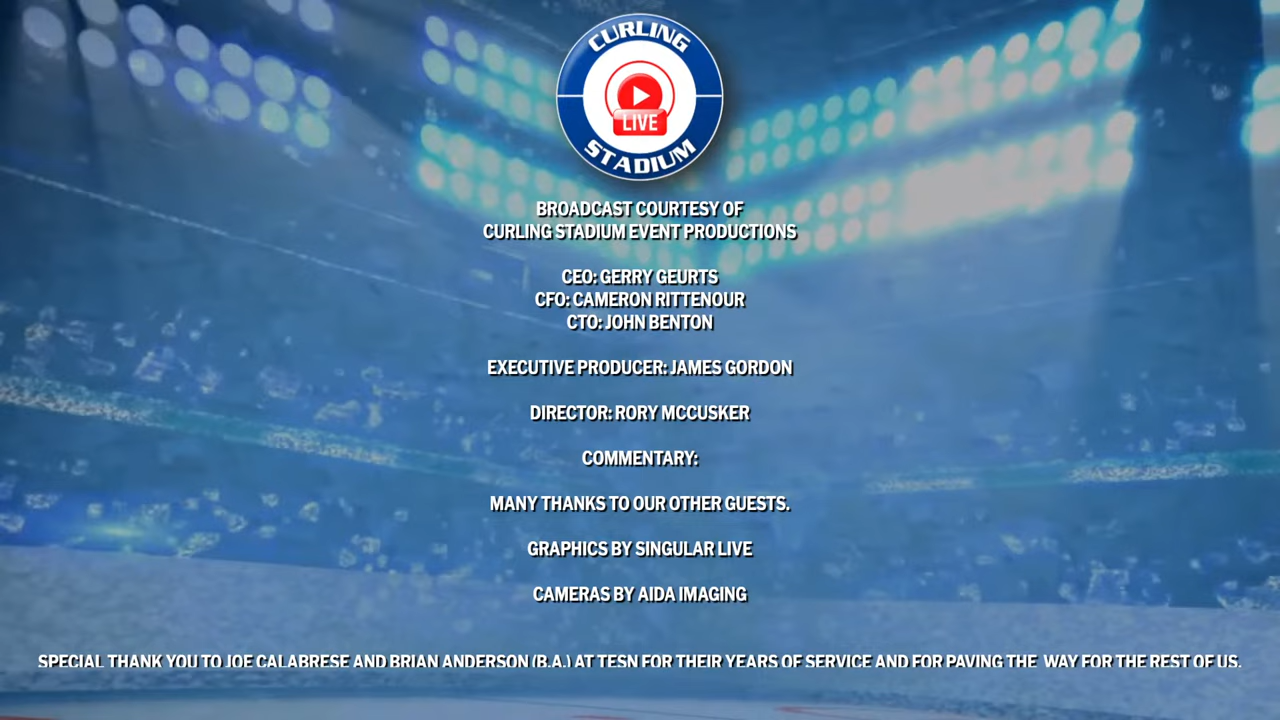 CURLING
LIVE
STADIUM
BROADCAST COURTESY OF
CURLING STADIUM EVENT PRODUCTIONS
CEO: GERRY GEURTS
CFO: CAMERON RITTENOUR
CTO: JOHN BENTON
EXECUTIVE PRODUCER: JAMES GORDON
DIRECTOR: RORY MCCUSKER
COMMENTARY:
MANY THANKS TO OUR OTHER GUESTS.
GRAPHICS BY SINGULAR LIVE
CAMERAS BY AIDA IMAGING
SPECIAL THANK YOU TO JOE CALABRESE AND BRIAN ANDERSON (B.A.) AT TESN FOR THEIR YEARS OF SERVICE AND FOR PAVING THE WAY FOR THE REST OF US.